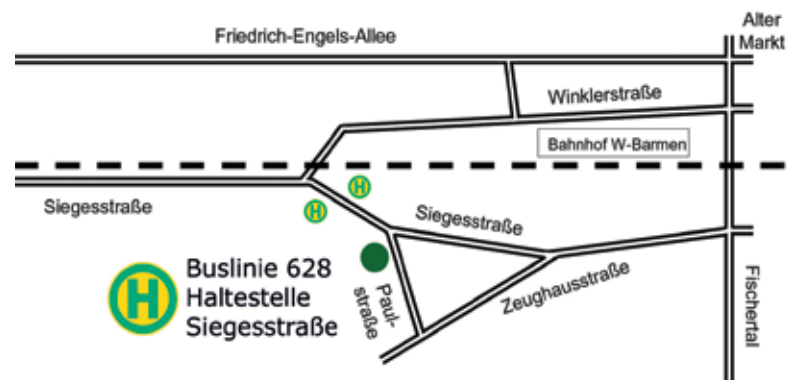 Alter
Markt
Friedrich-Engels-Allee
Winklerstraße
Bahnhof W-Barmen
H
H
Siegesstraße
Siegesstraße
H
Buslinie 628
Haltestelle
Siegesstraße
Paul-
straße
Zeughausstraße
Fischertal